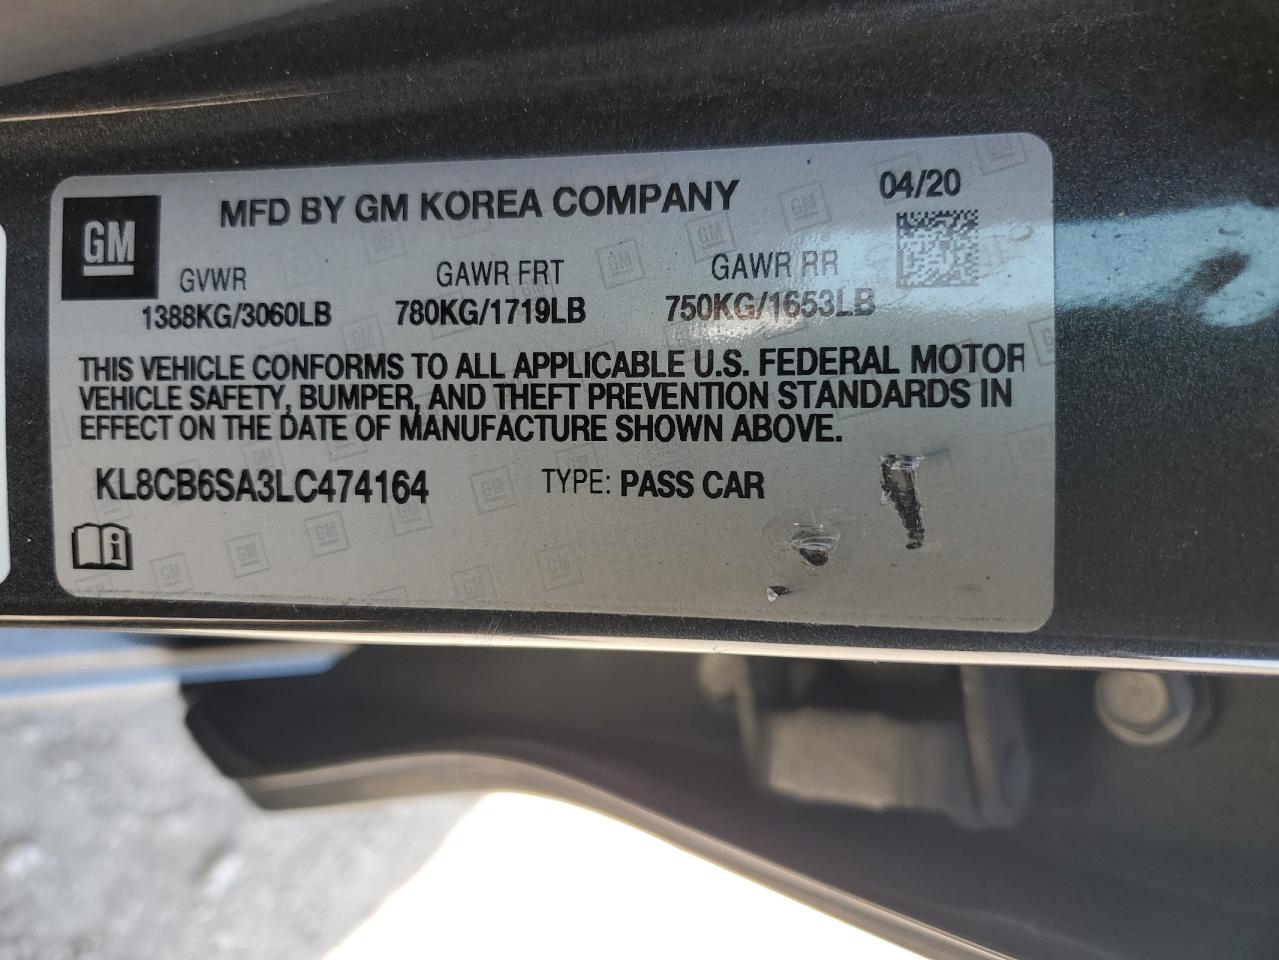 GM
MFD BY GM KOREA COMPANY
04/20
GVWR
GAWR FRT
GAWR RR
1388KG/3060LB
780KG/1719LB
750KG/1653LB
THIS VEHICLE CONFORMS TO ALL APPLICABLE U.S. FEDERAL MOTOR
VEHICLE SAFETY, BUMPER, AND THEFT PREVENTION STANDARDS IN
EFFECT ON THE DATE OF MANUFACTURE SHOWN ABOVE.
KL8CB6SA3LC474164
TYPE: PASS CAR